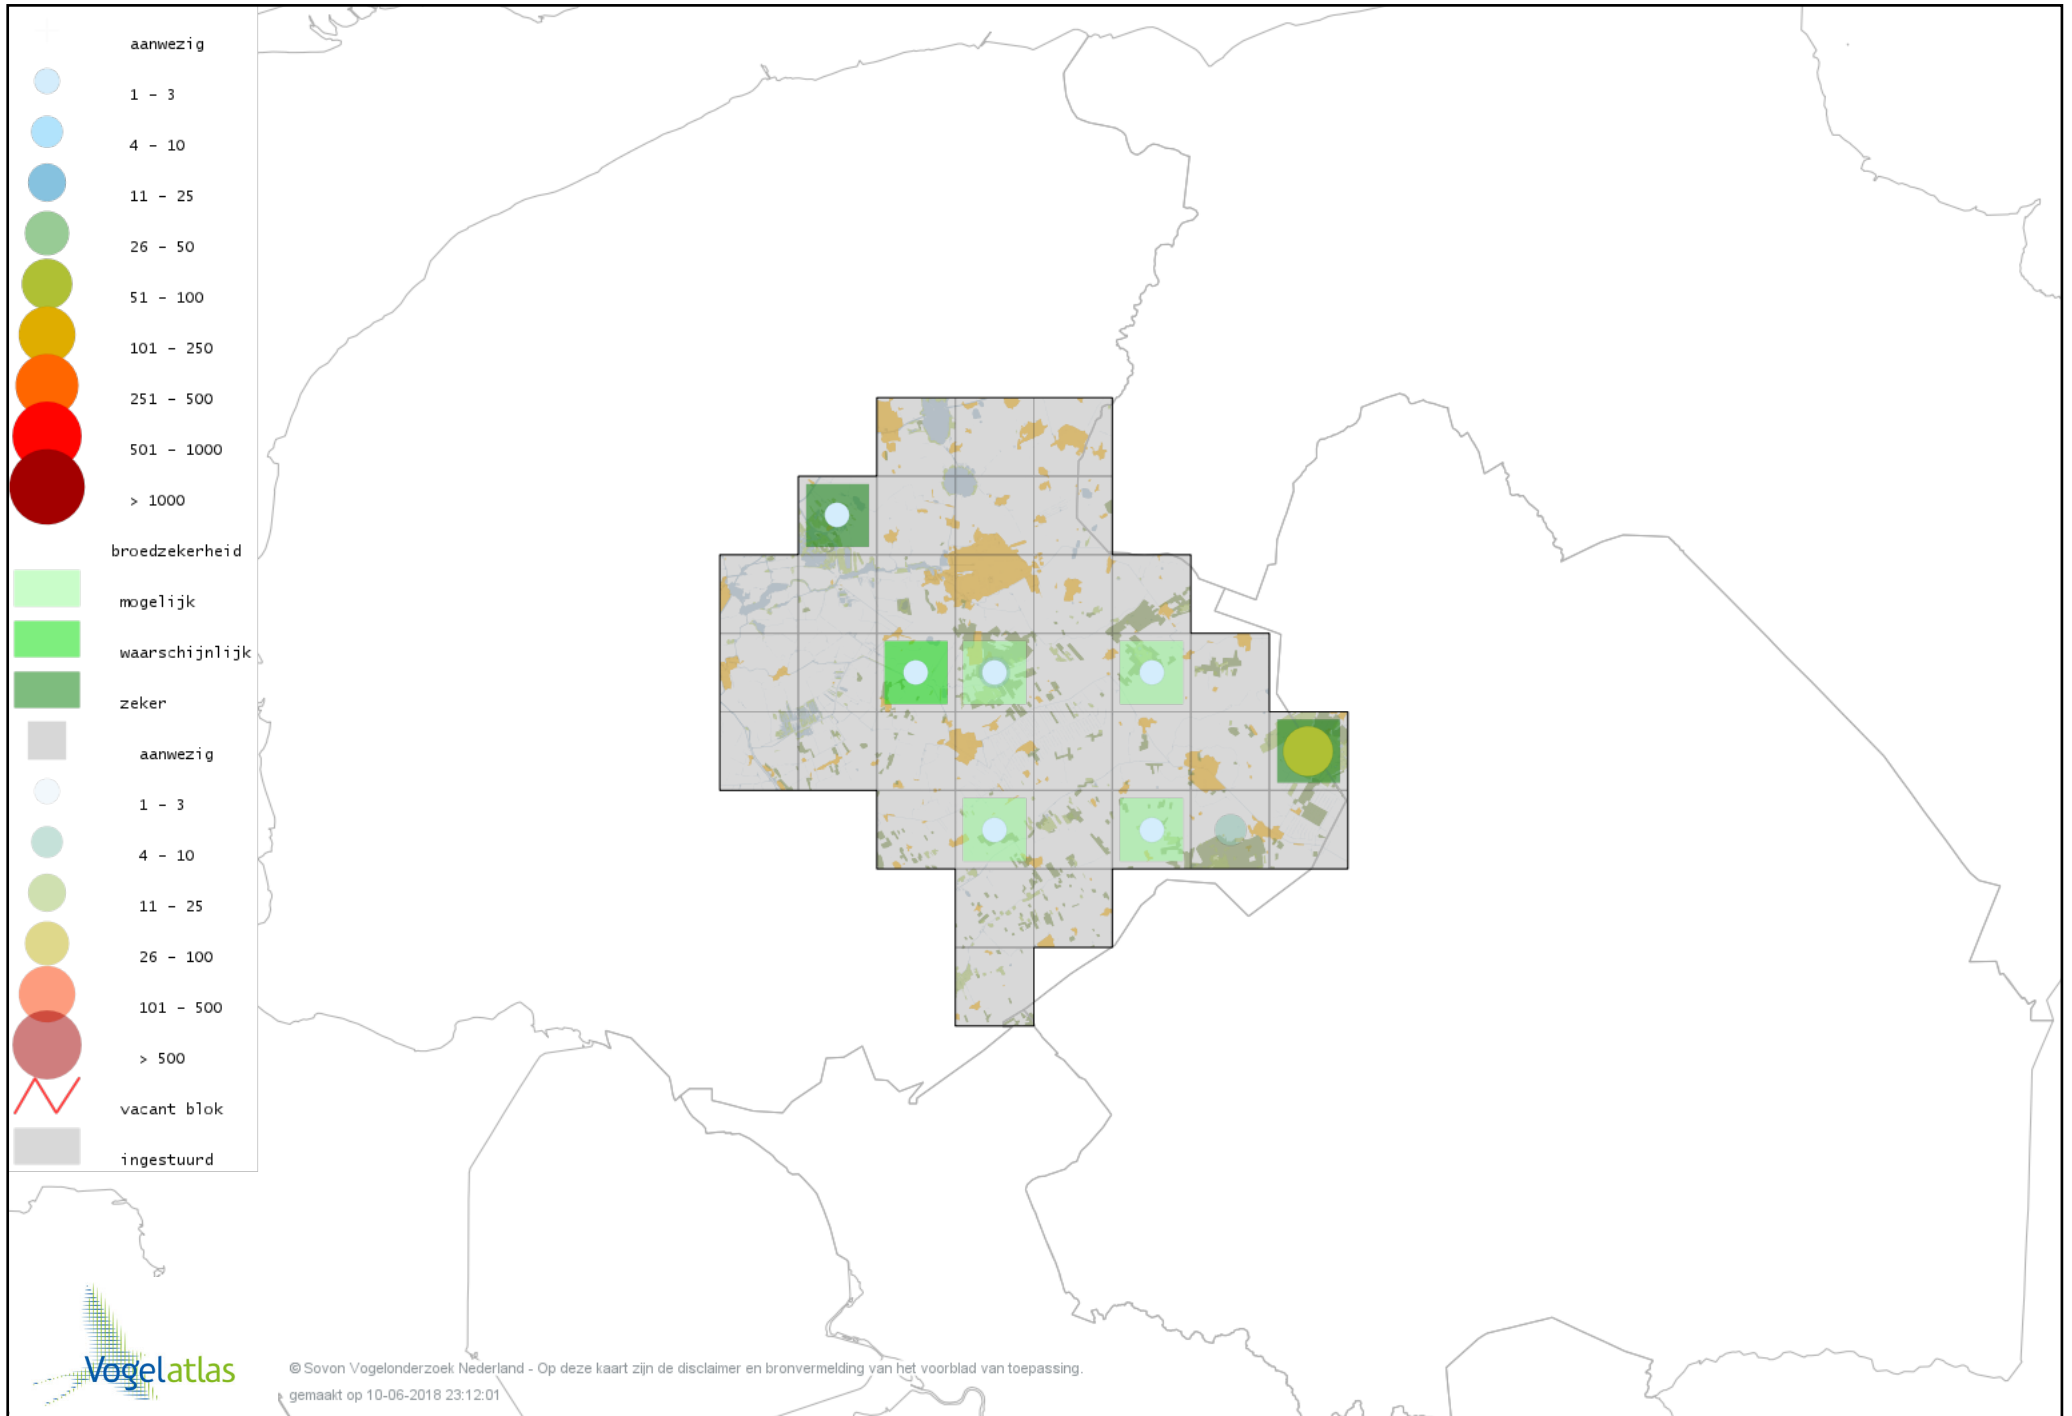 aanwezig
1 - 3
4 - 10
11 - 25
26 - 50
51 - 100
101 - 250
251 - 500
501 - 1000
> 1000
broedzekerheid
mogelijk
waarschijnlijk
zeker
aanwezig
1 - 3
4 - 10
11 - 25
26 - 100
101 - 500
> 500
vacant blok
ingestuurd
Vogelatlas
© Sovon Vogelonderzoek Nederland - Op deze kaart zijn de disclaimer en bronvermelding van het voorblad van toepassing.
gemaakt op 10-06-2018 23:12:01